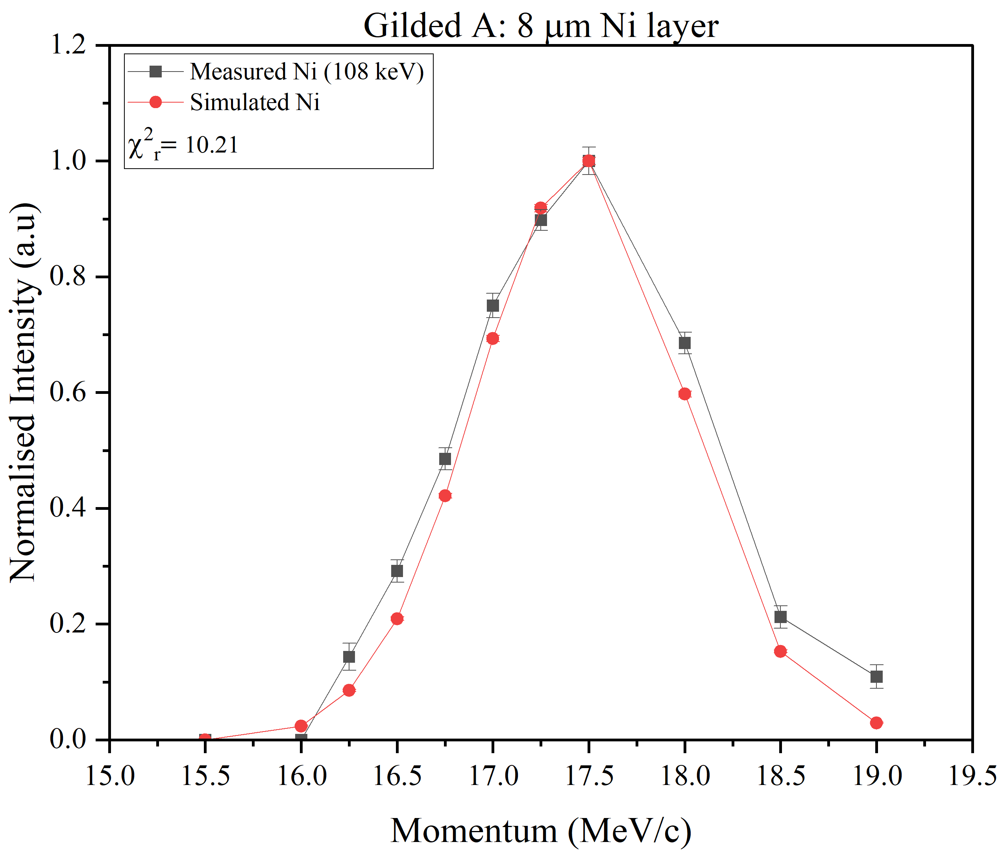 Gilded A: 8 μm Ni layer
Measured Ni (108 keV)
Simulated Ni
χ²ᵣ= 10.21
Normalised Intensity (a.u)
1.2
1.0
0.8
0.6
0.4
0.2
0.0
15.0 15.5 16.0 16.5 17.0 17.5 18.0 18.5 19.0 19.5
Momentum (MeV/c)